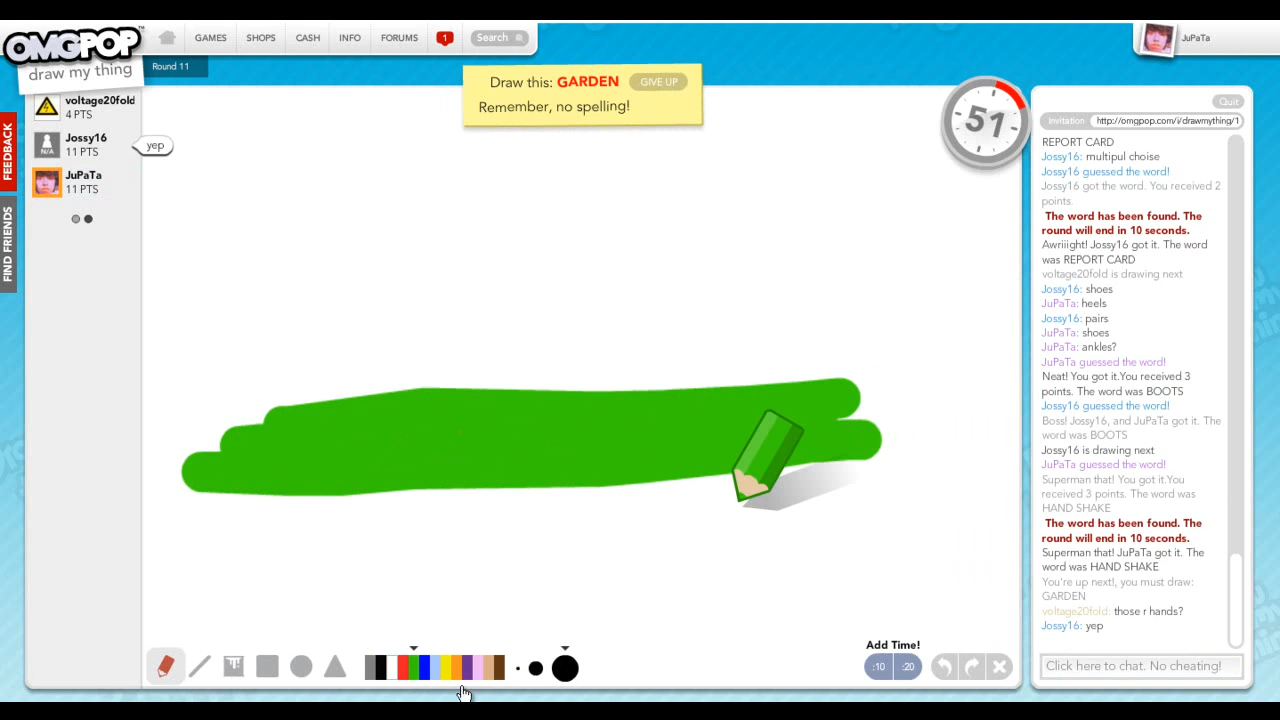 OMGPOP™
draw my thing
GAMES
SHOPS
CASH
INFO
FORUMS
1
Search
JuPaTa
Round 11
Draw this: GARDEN
GIVE UP
Remember, no spelling!
51
FEEDBACK
FIND FRIENDS
voltage20fold
4 PTS
Jossy16
11 PTS
N/A
yep
JuPaTa
11 PTS
Quit
Invitation
http://omgpop.com/i/drawmything/1
REPORT CARD
Jossy16: multipul choise
Jossy16 guessed the word!
Jossy16 got the word. You received 2
points.
The word has been found. The
round will end in 10 seconds.
Awriiight! Jossy16 got it. The word
was REPORT CARD
voltage20fold is drawing next
Jossy16: shoes
JuPaTa: heels
Jossy16: pairs
JuPaTa: shoes
JuPaTa: ankles?
JuPaTa guessed the word!
Neat! You got it.You received 3
points. The word was BOOTS
Jossy16 guessed the word!
Boss! Jossy16, and JuPaTa got it. The
word was BOOTS
Jossy16 is drawing next
JuPaTa guessed the word!
Superman that! You got it.You
received 3 points. The word was
HAND SHAKE
The word has been found. The
round will end in 10 seconds.
Superman that! JuPaTa got it. The
word was HAND SHAKE
You're up next!, you must draw:
GARDEN
voltage20fold: those r hands?
Jossy16: yep
Click here to chat. No cheating!
Add Time!
:10
:20
T